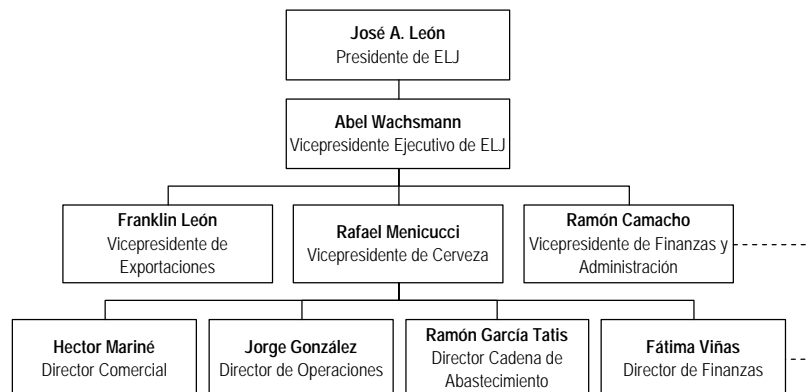 José A. León
Presidente de ELJ
Abel Wachsmann
Vicepresidente Ejecutivo de ELJ
Franklin León
Vicepresidente de
Exportaciones
Rafael Menicucci
Vicepresidente de Cerveza
Ramón Camacho
Vicepresidente de Finanzas y
Administración
Hector Mariné
Director Comercial
Jorge González
Director de Operaciones
Ramón García Tatis
Director Cadena de
Abastecimiento
Fátima Viñas
Director de Finanzas